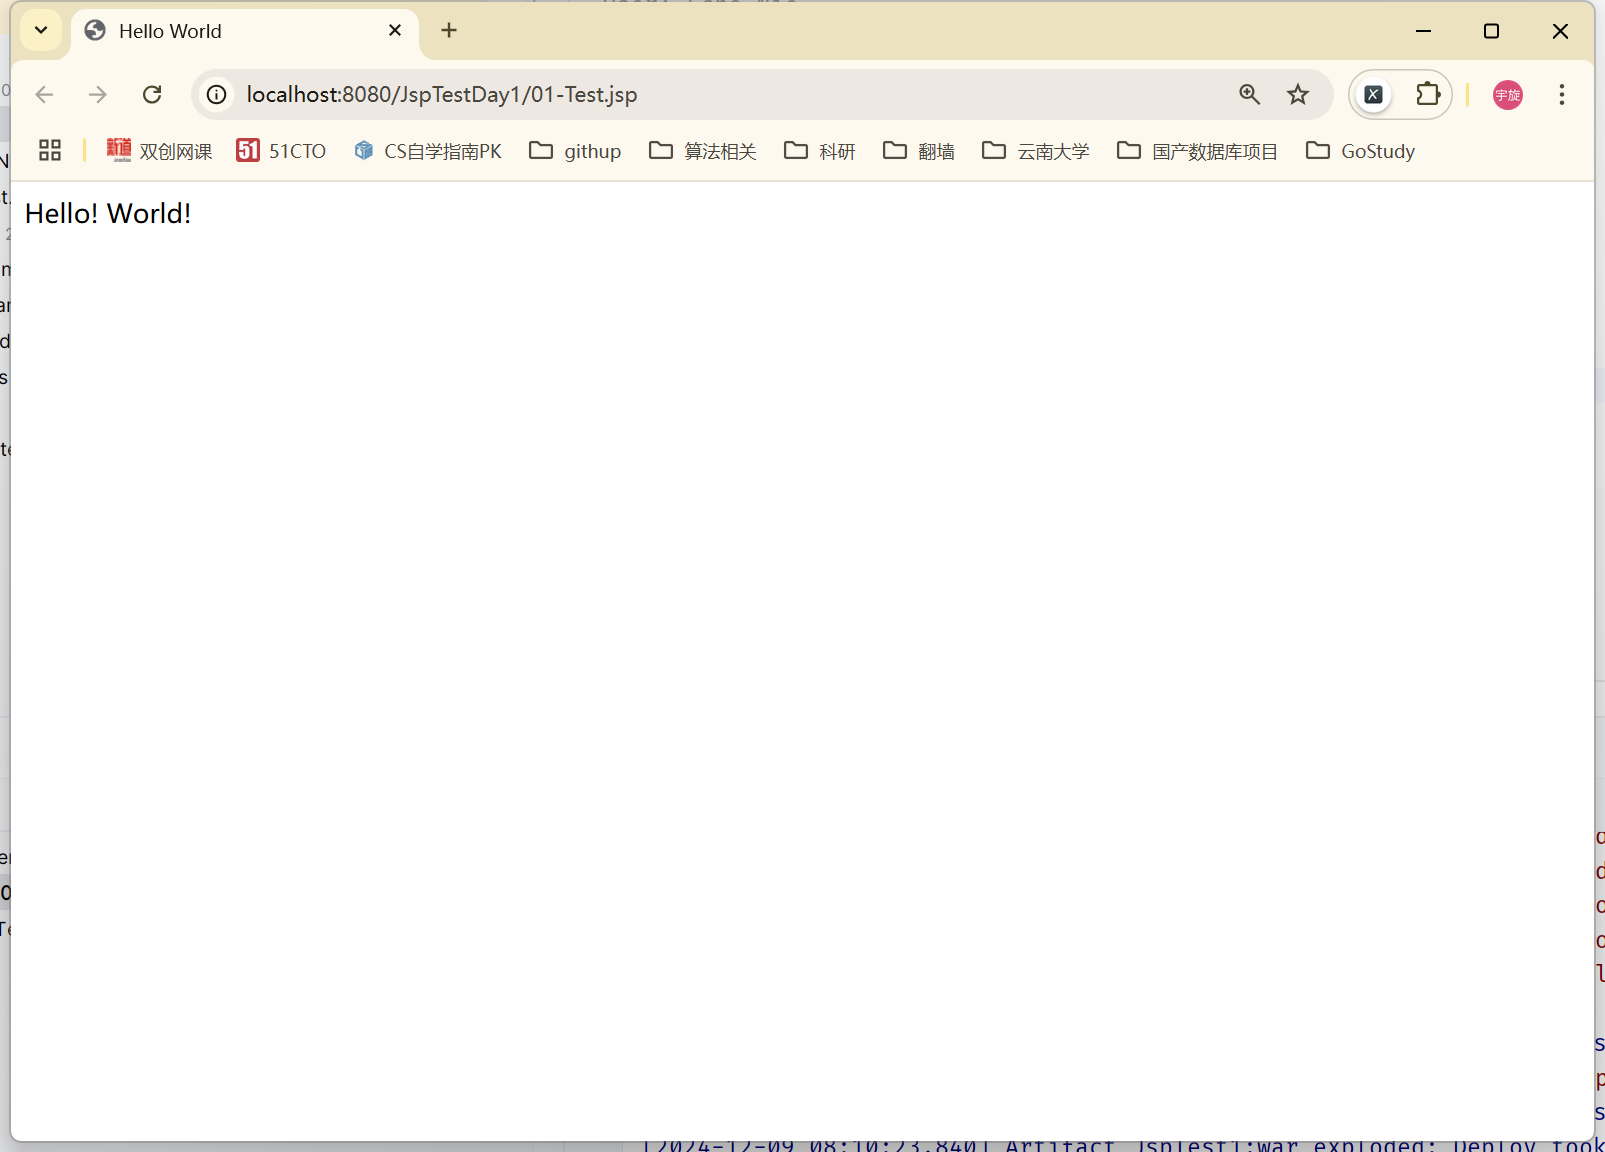 Hello World
localhost:8080/JspTestDay1/01-Test.jsp
宇旋
双创网课 51CTO CS自学指南PK githup 算法相关 科研 翻墙 云南大学 国产数据库项目 GoStudy
Hello! World!
[2024-12-09 08:10:23,840] Artifact JspTest1:war exploded: Deploy took